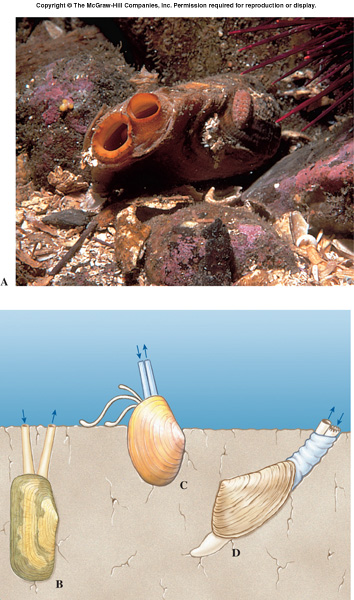 Copyright © The McGraw-Hill Companies, Inc. Permission required for reproduction or display.
A
B
C
D